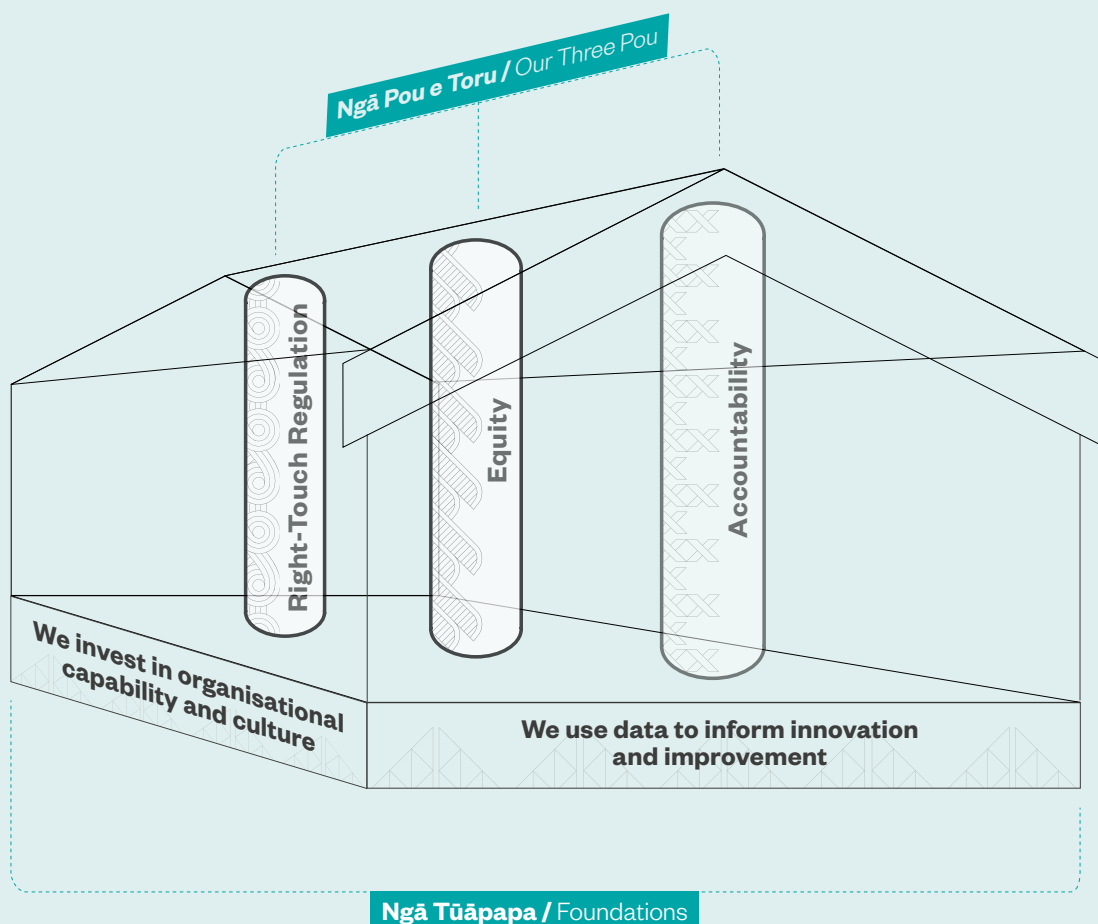 Ngā Pou e Toru / Our Three Pou
Right-Touch Regulation
Equity
Accountability
We invest in organisational
capability and culture
We use data to inform innovation
and improvement
Ngā Tūāpapa / Foundations